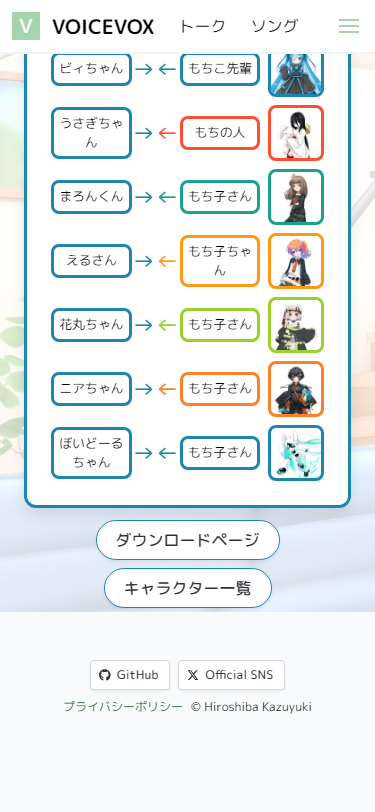 V VOICEVOX トーク ソング
ビィちゃん → ← もちこ先輩
うさぎちゃ
ん → ← もちの人
まろんくん → ← もち子さん
えるさん → ← もち子ちゃ
ん
花丸ちゃん → ← もち子さん
ニアちゃん → ← もち子さん
ぼいどーる
ちゃん → ← もち子さん
ダウンロードページ
キャラクター一覧
GitHub Official SNS
プライバシーポリシー © Hiroshiba Kazuyuki